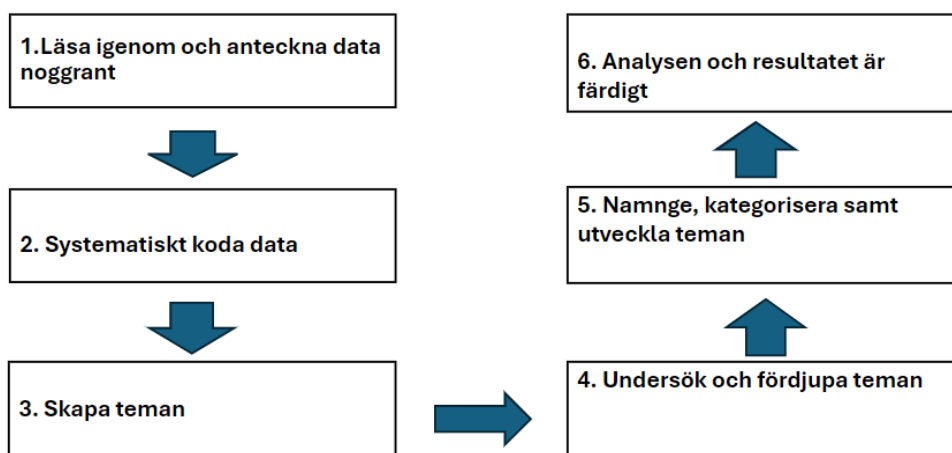 1.Läsa igenom och anteckna data
noggrant
2. Systematiskt koda data
3. Skapa teman
4. Undersök och fördjupa teman
5. Namnge, kategorisera samt
utveckla teman
6. Analysen och resultatet är
färdigt